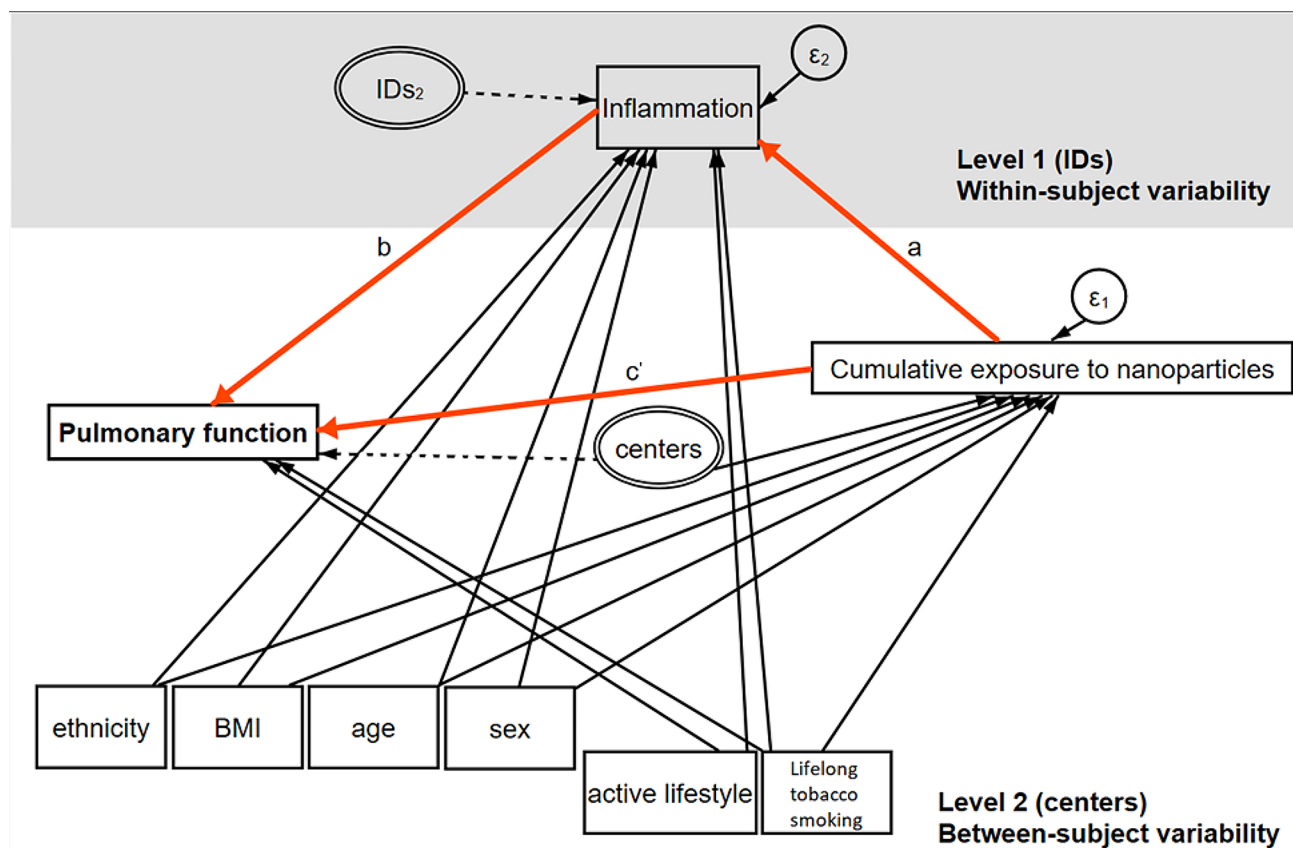 ε₂
IDs₂
Inflammation
Level 1 (IDs)
Within-subject variability
b
a
ε₁
c'
Cumulative exposure to nanoparticles
Pulmonary function
centers
ethnicity
BMI
age
sex
active lifestyle
Lifelong
tobacco
smoking
Level 2 (centers)
Between-subject variability